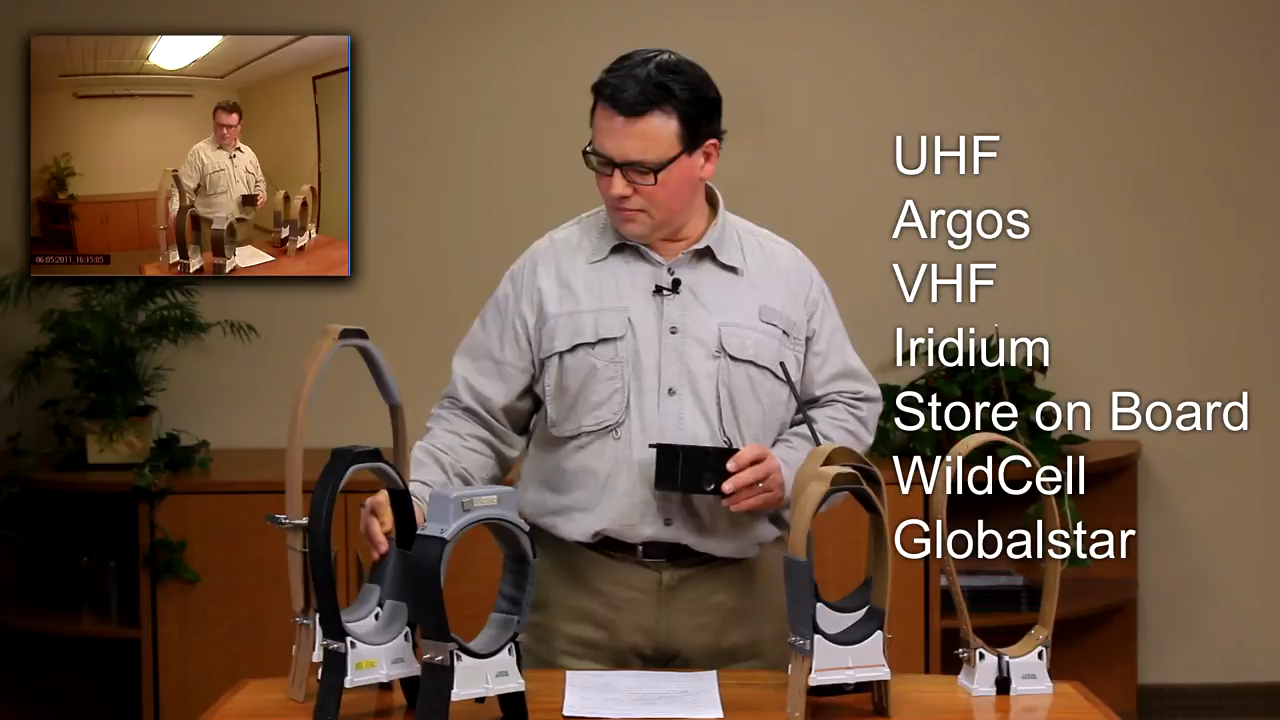 06:05:2011 16:15:05
UHF
Argos
VHF
Iridium
Store on Board
WildCell
Globalstar